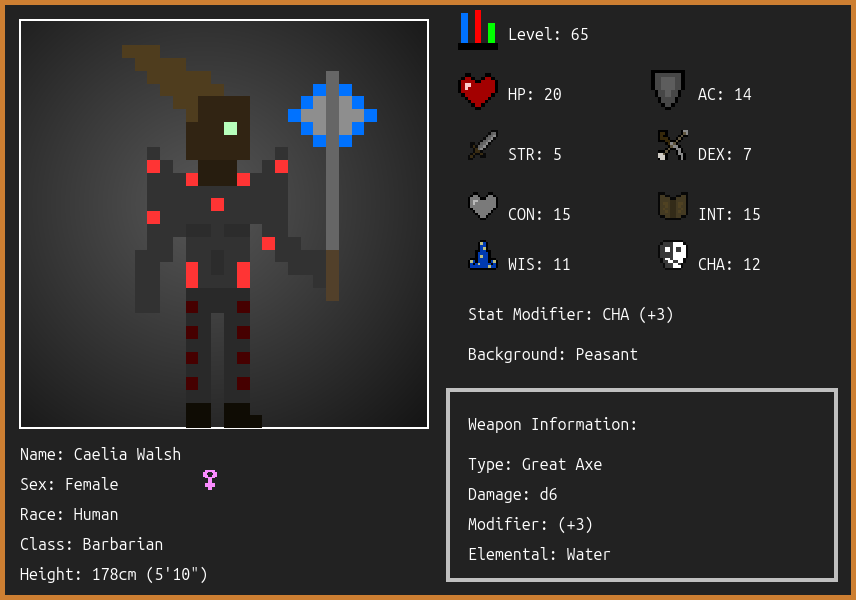 Level: 65
HP: 20
AC: 14
STR: 5
DEX: 7
CON: 15
INT: 15
WIS: 11
CHA: 12
Stat Modifier: CHA (+3)
Background: Peasant
Weapon Information:
Type: Great Axe
Damage: d6
Modifier: (+3)
Elemental: Water
Name: Caelia Walsh
Sex: Female
Race: Human
Class: Barbarian
Height: 178cm (5'10")